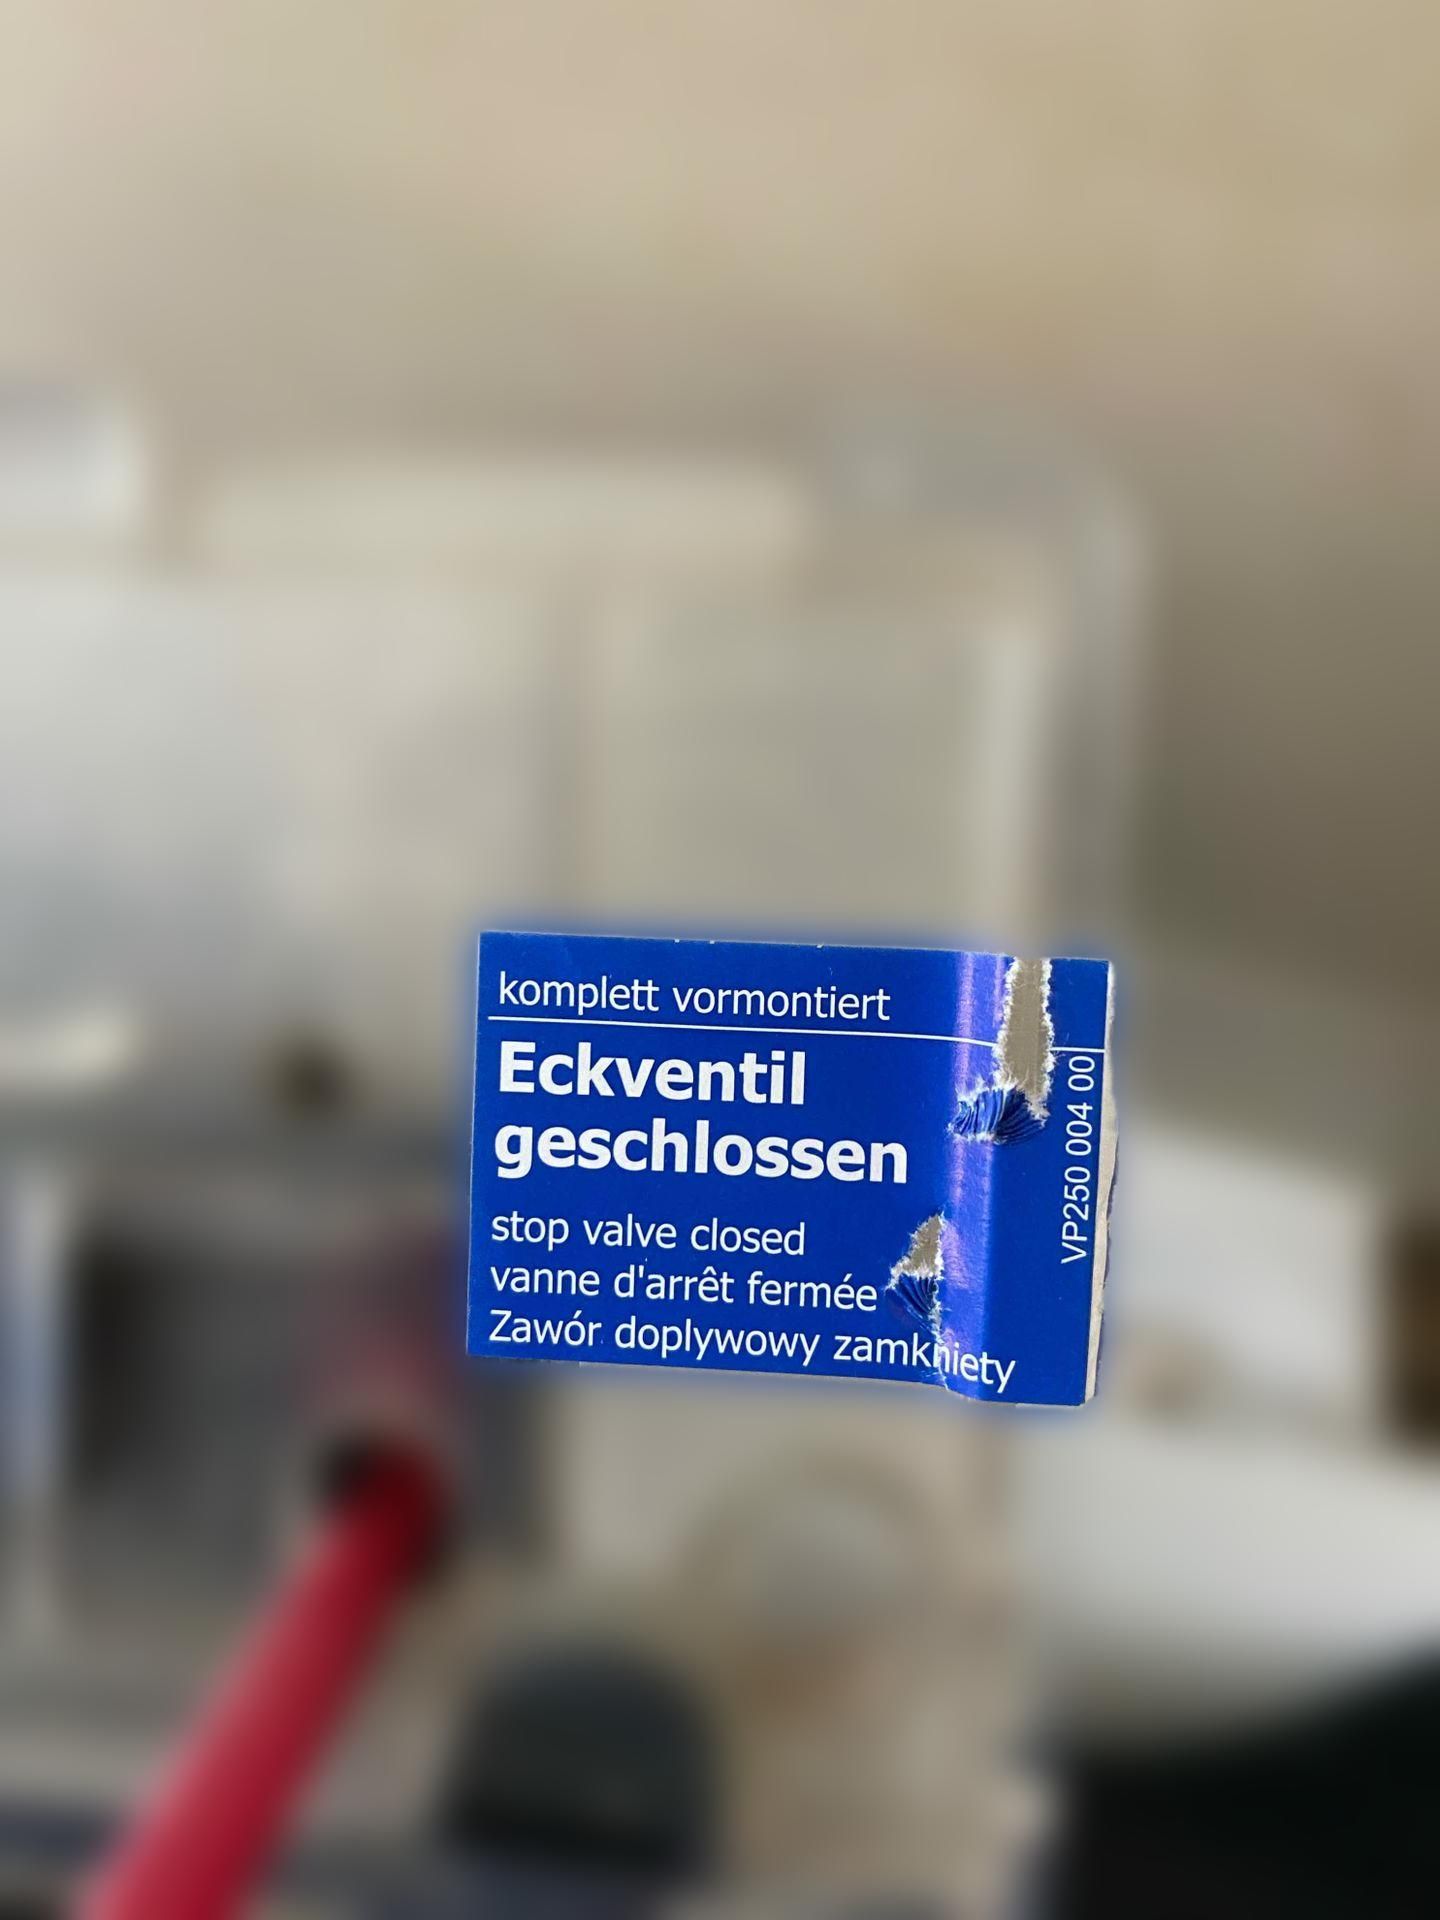 komplett vormontiert
Eckventil
geschlossen
stop valve closed
vanne d'arrêt fermée
Zawór doplywowy zamkniety
VP250 004 00